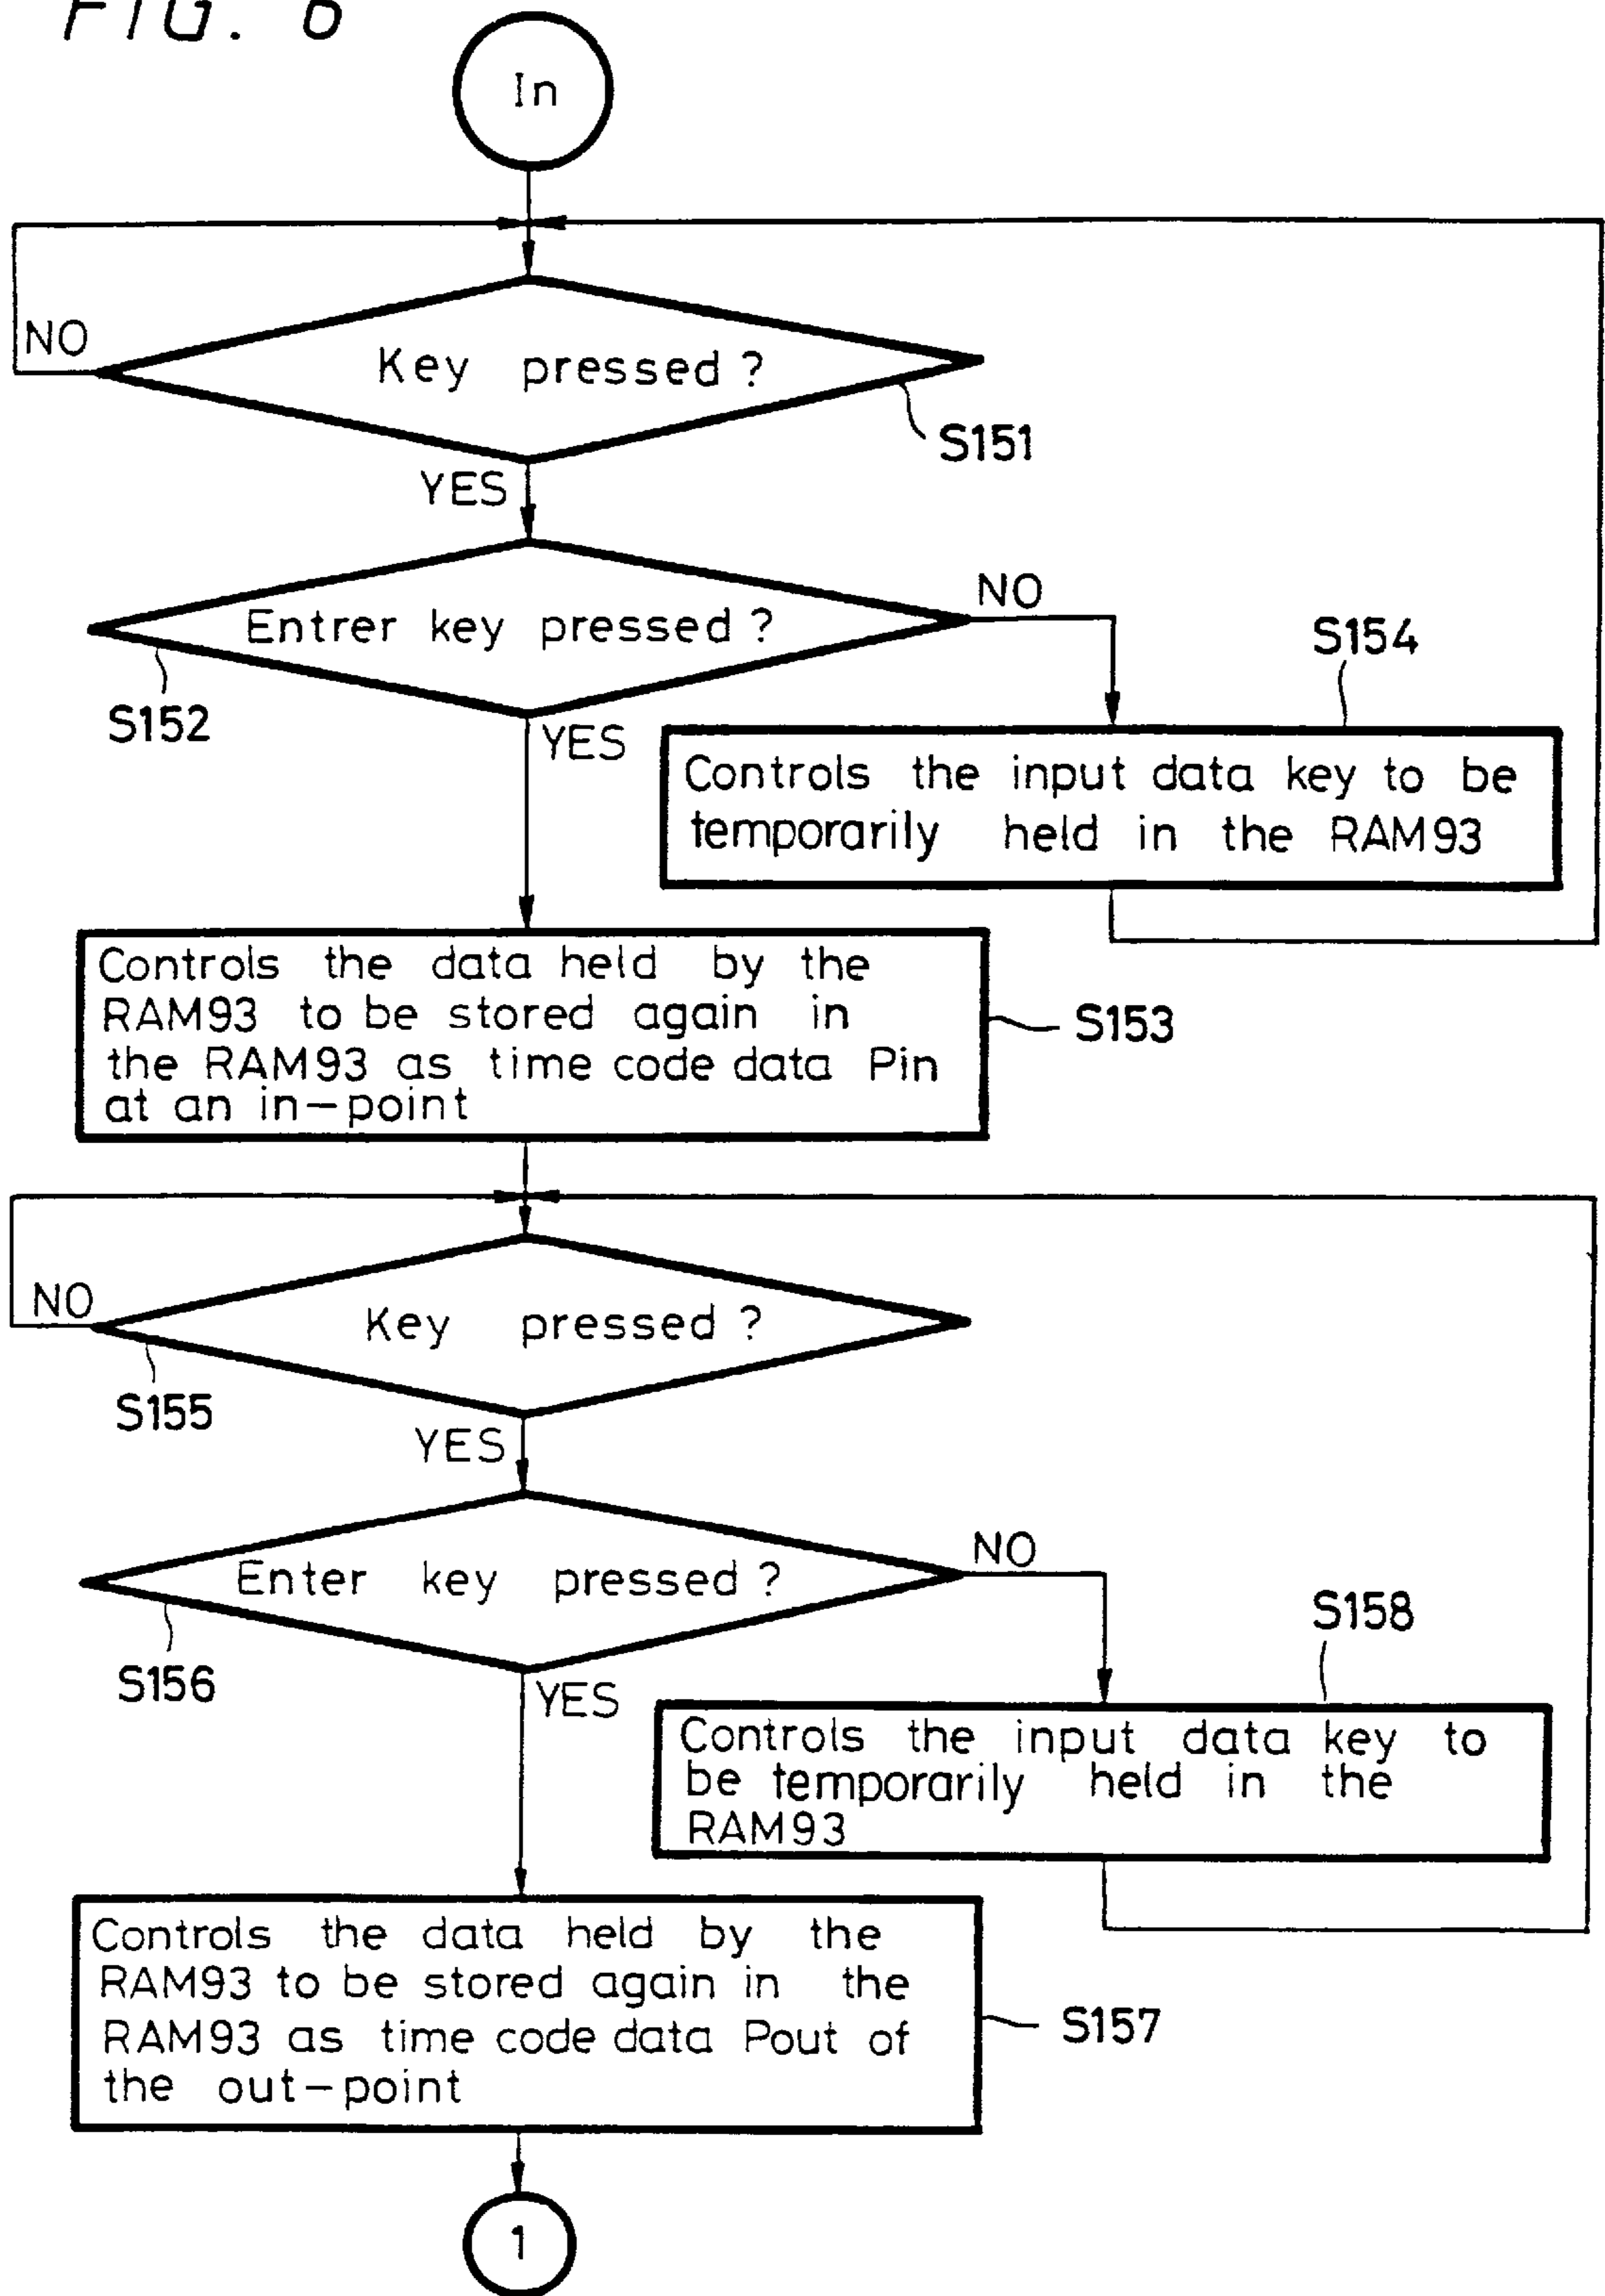 FIG. 6
In
NO
Key pressed ?
S151
YES
Entrer key pressed ?
NO
S152
YES
S154
Controls the input data key to be
temporarily held in the RAM93
Controls the data held by the
RAM93 to be stored again in
the RAM93 as time code data Pin
at an in-point
S153
NO
Key pressed ?
S155
YES
Enter key pressed ?
NO
S156
YES
S158
Controls the input data key to
be temporarily held in the
RAM93
Controls the data held by the
RAM93 to be stored again in the
RAM93 as time code data Pout of
the out-point
S157
1